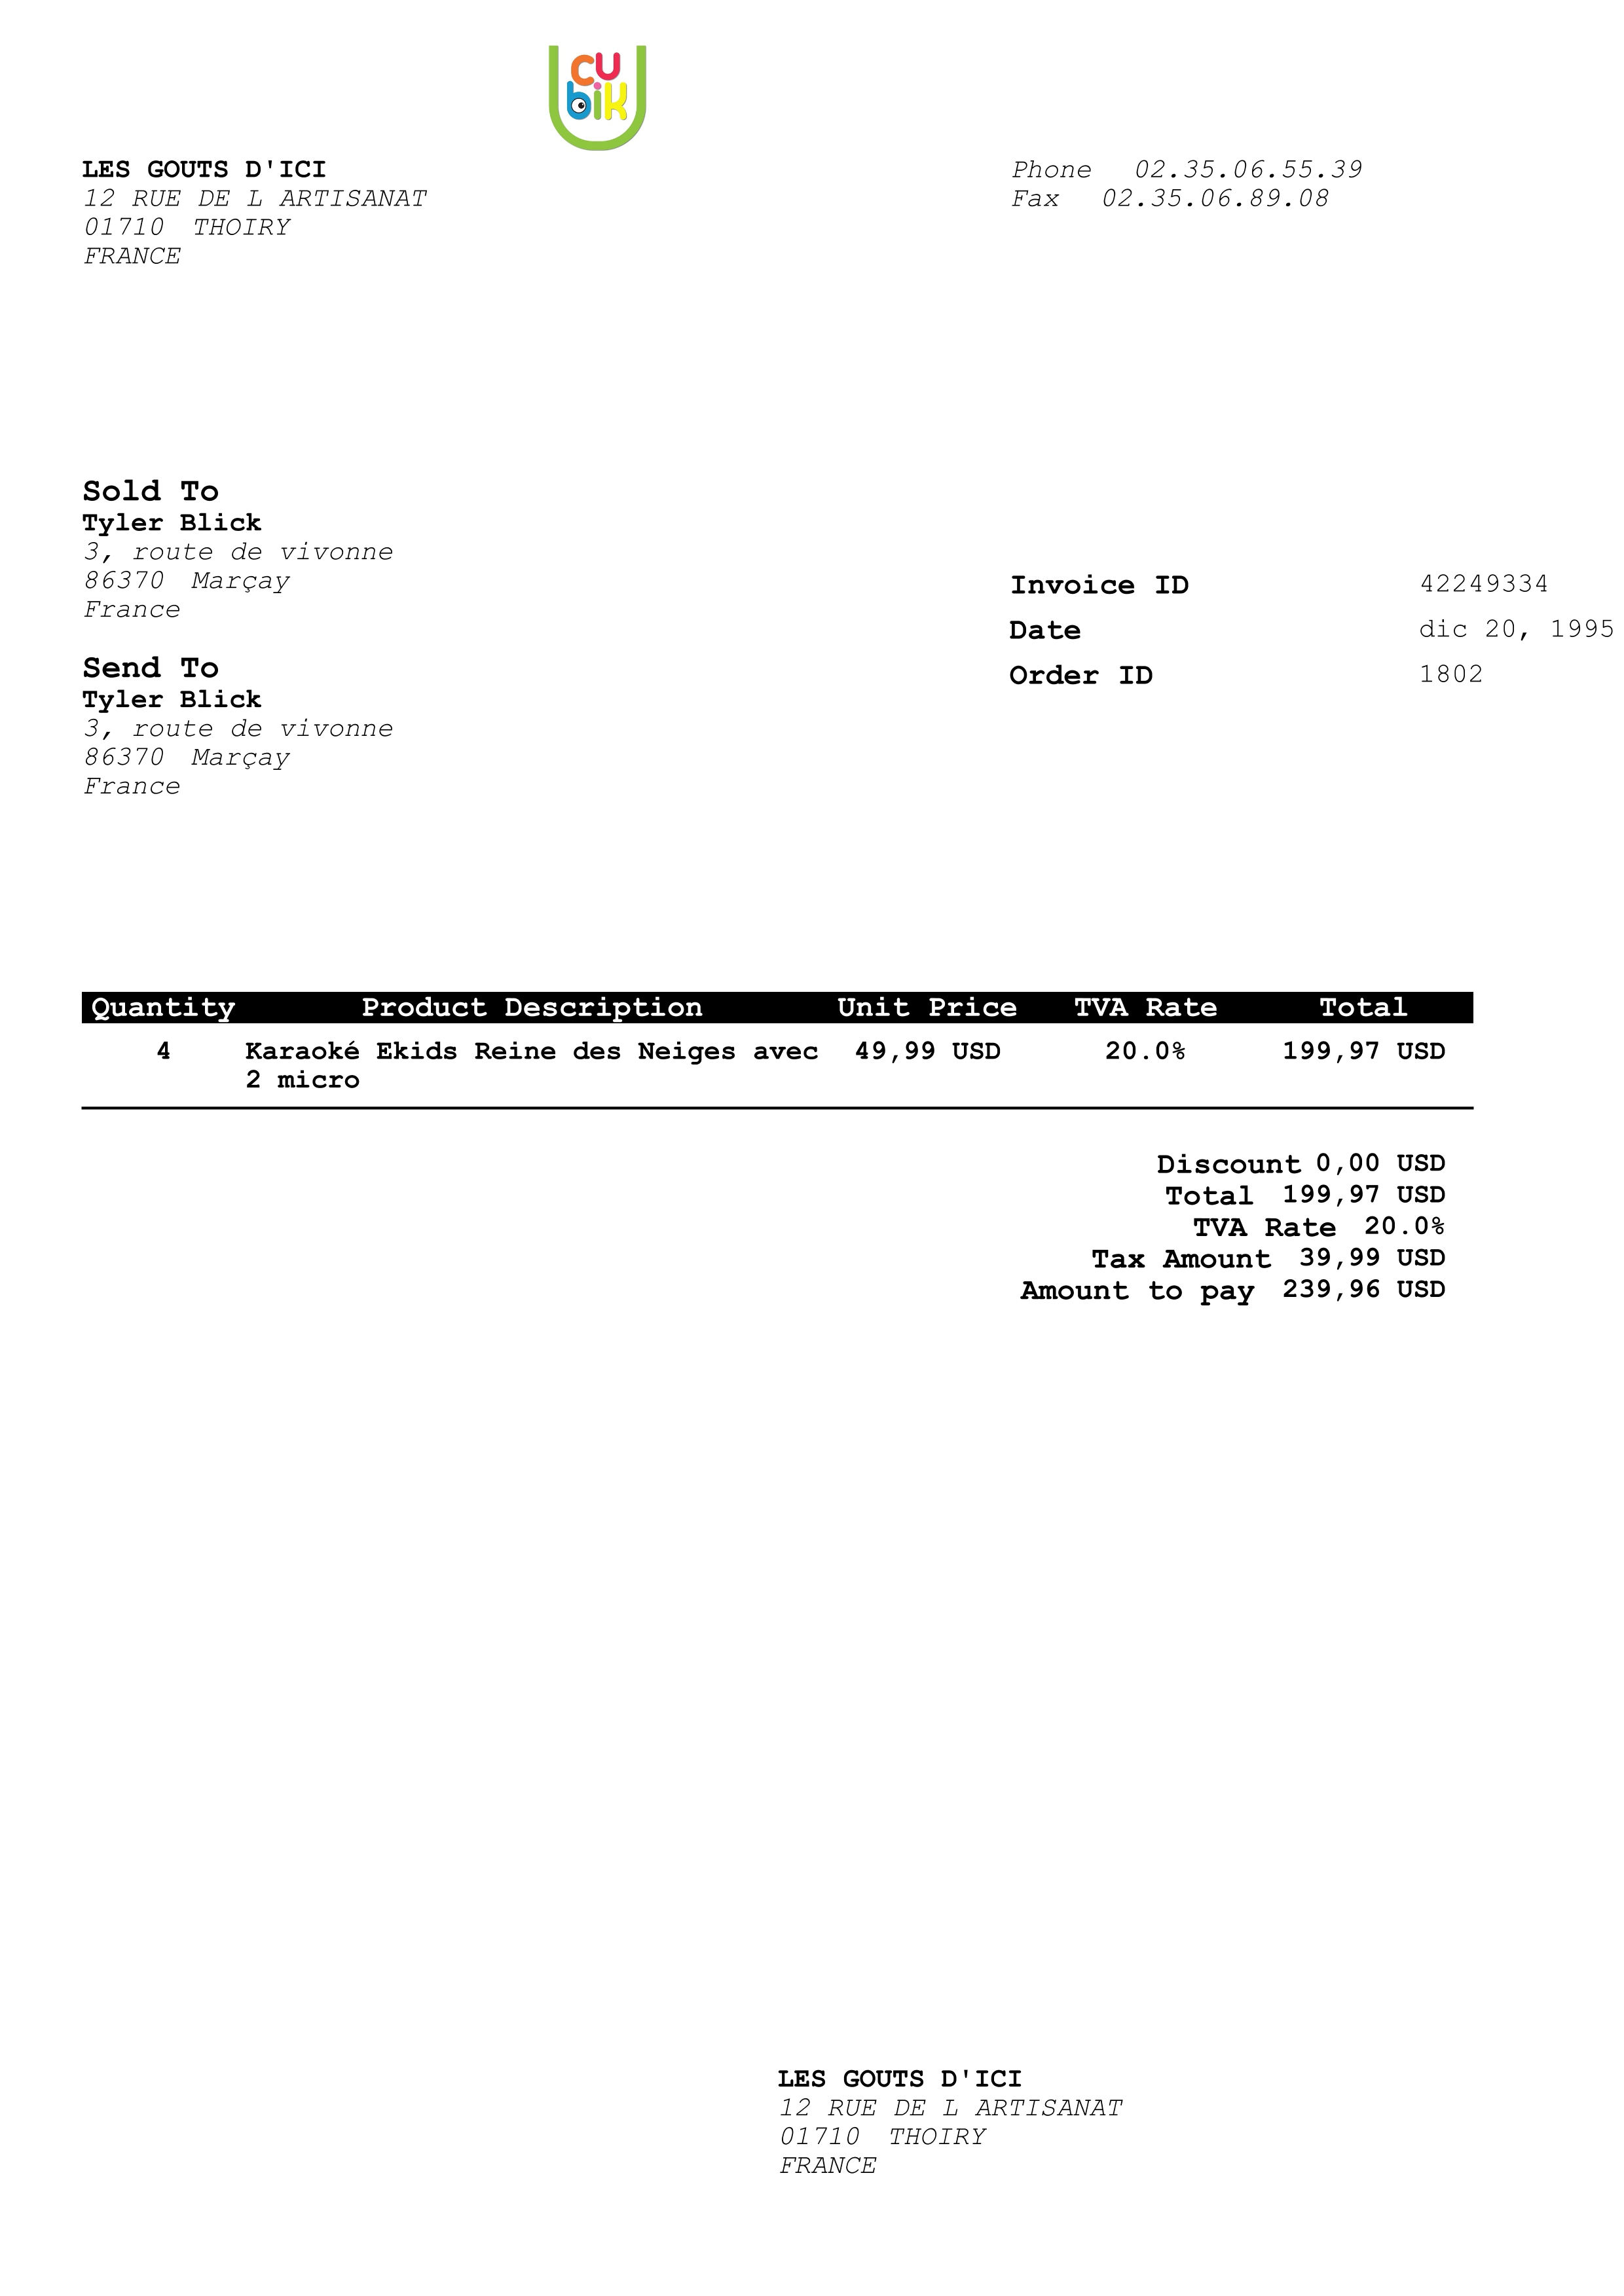 cu
bik
LES GOUTS D'ICI
12 RUE DE L ARTISANAT
01710 THOIRY
FRANCE
Phone 02.35.06.55.39
Fax 02.35.06.89.08
Sold To
Tyler Blick
3, route de vivonne
86370 Marçay
France
Send To
Tyler Blick
3, route de vivonne
86370 Marçay
France
Invoice ID 42249334
Date dic 20, 1995
Order ID 1802
Quantity Product Description Unit Price TVA Rate Total
4 Karaoké Ekids Reine des Neiges avec 49,99 USD 20.0% 199,97 USD
2 micro
Discount 0,00 USD
Total 199,97 USD
TVA Rate 20.0%
Tax Amount 39,99 USD
Amount to pay 239,96 USD
LES GOUTS D'ICI
12 RUE DE L ARTISANAT
01710 THOIRY
FRANCE